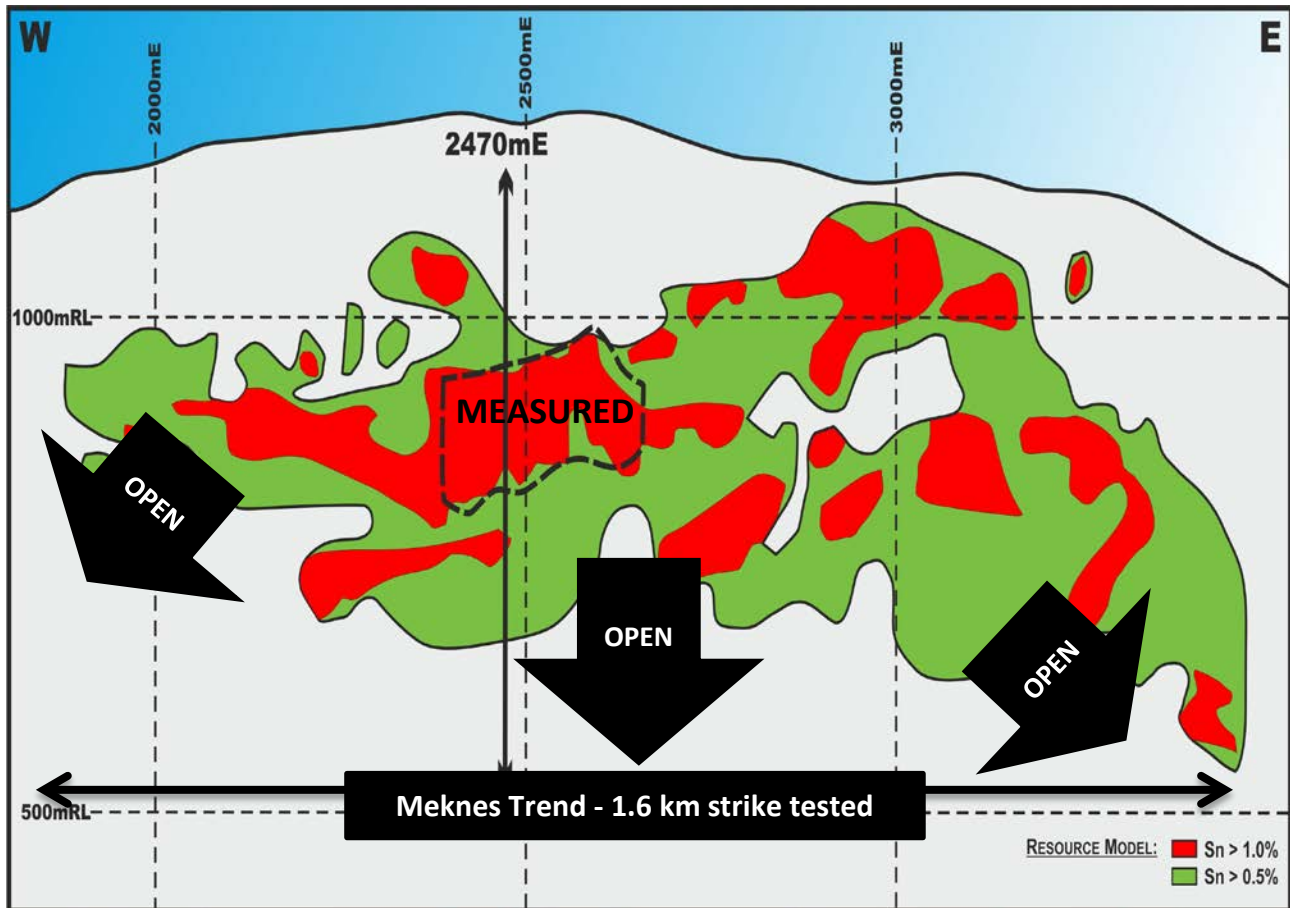 W
E
2000mE
2500mE
3000mE
2470mE
1000mRL
MEASURED
OPEN
OPEN
OPEN
Meknes Trend - 1.6 km strike tested
500mRL
RESOURCE MODEL:
Sn > 1.0%
Sn > 0.5%